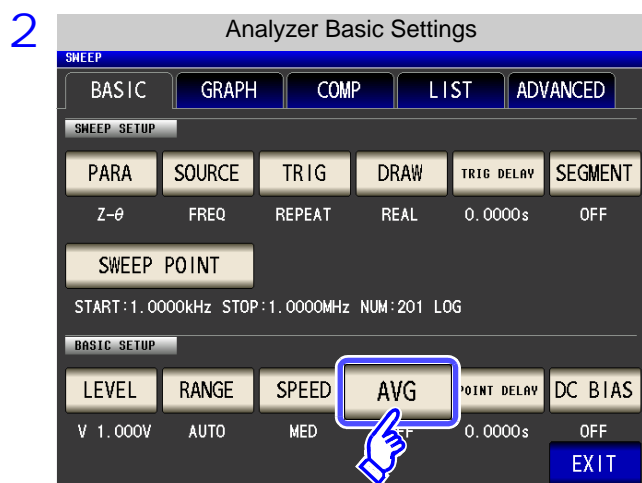 2
Analyzer Basic Settings
SWEEP
BASIC GRAPH COMP LIST ADVANCED
SWEEP SETUP
PARA SOURCE TRIG DRAW TRIG DELAY SEGMENT
Z-θ FREQ REPEAT REAL 0.0000s OFF
SWEEP POINT
START:1.0000kHz STOP:1.0000MHz NUM:201 LOG
BASIC SETUP
LEVEL RANGE SPEED AVG POINT DELAY DC BIAS
V 1.000V AUTO MED 0.0000s OFF
EXIT